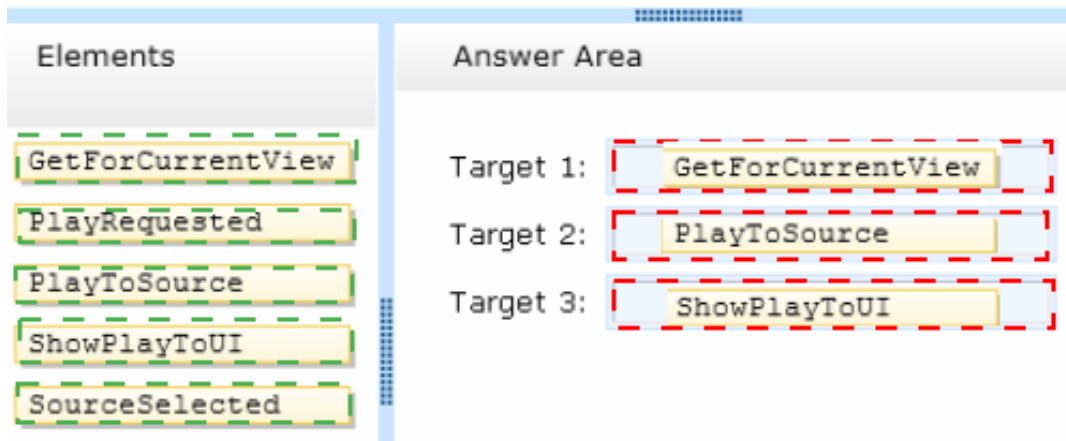 Elements
GetForCurrentView
PlayRequested
PlayToSource
ShowPlayToUI
SourceSelected
Answer Area
Target 1: GetForCurrentView
Target 2: PlayToSource
Target 3: ShowPlayToUI